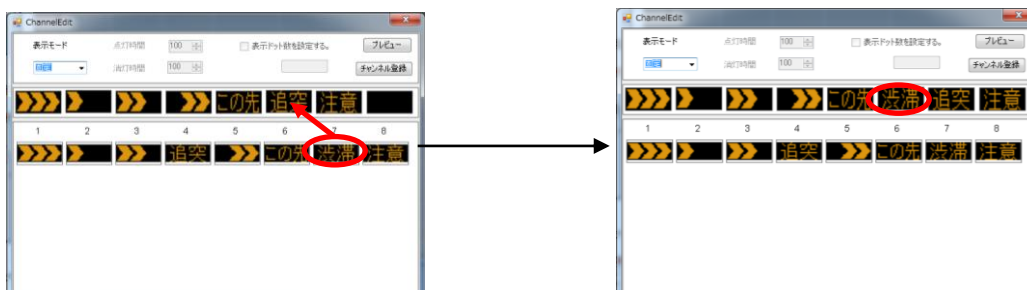 ChannelEdit
表示モード 点灯時間 100 表示ドット数を設定する。 プレビュー
固定 消灯時間 100 チャンネル登録
この先 追突 注意
1 2 3 4 5 6 7 8
追突 この先 渋滞 注意
ChannelEdit
表示モード 点灯時間 100 表示ドット数を設定する。 プレビュー
固定 消灯時間 100 チャンネル登録
この先 渋滞 追突 注意
1 2 3 4 5 6 7 8
追突 この先 渋滞 注意